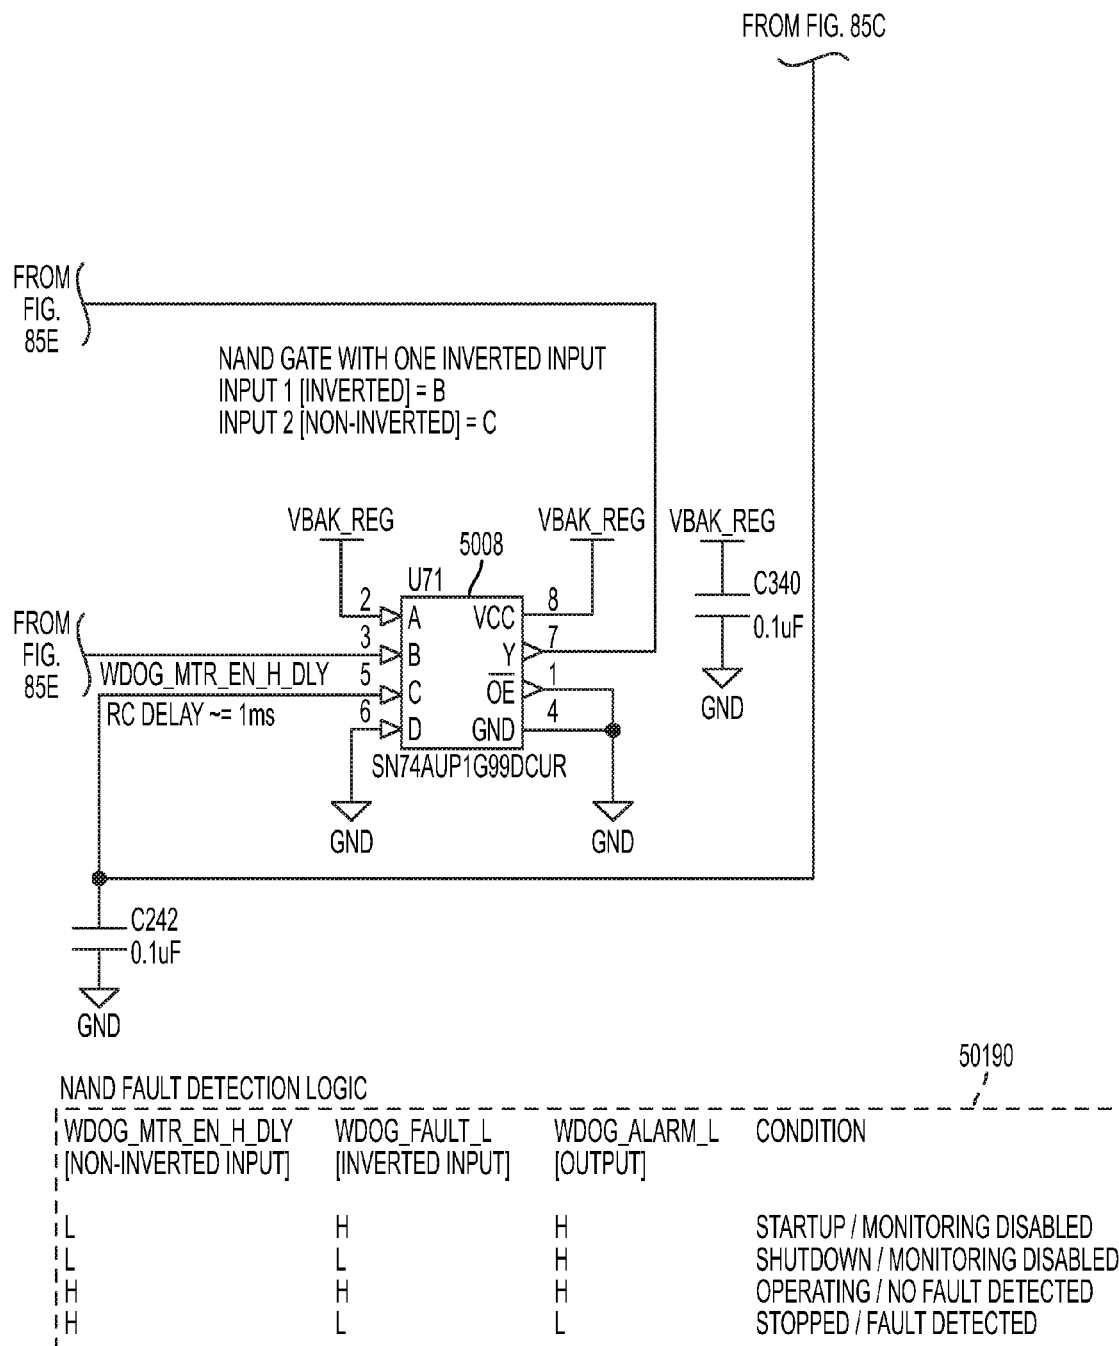 FROM FIG. 85C
FROM
FIG.
85E
NAND GATE WITH ONE INVERTED INPUT
INPUT 1 [INVERTED] = B
INPUT 2 [NON-INVERTED] = C
VBAK_REG
VBAK_REG
VBAK_REG
5008
U71
C340
0.1uF
GND
FROM
FIG.
85E
WDOG_MTR_EN_H_DLY
RC DELAY ~= 1ms
2
3
5
6
A
B
C
D
VCC
Y
OE
GND
8
7
1
4
SN74AUP1G99DCUR
GND
GND
C242
0.1uF
GND
50190
NAND FAULT DETECTION LOGIC
WDOG_MTR_EN_H_DLY WDOG_FAULT_L WDOG_ALARM_L CONDITION
[NON-INVERTED INPUT] [INVERTED INPUT] [OUTPUT]
L H H STARTUP / MONITORING DISABLED
L L H SHUTDOWN / MONITORING DISABLED
H H H OPERATING / NO FAULT DETECTED
H L L STOPPED / FAULT DETECTED